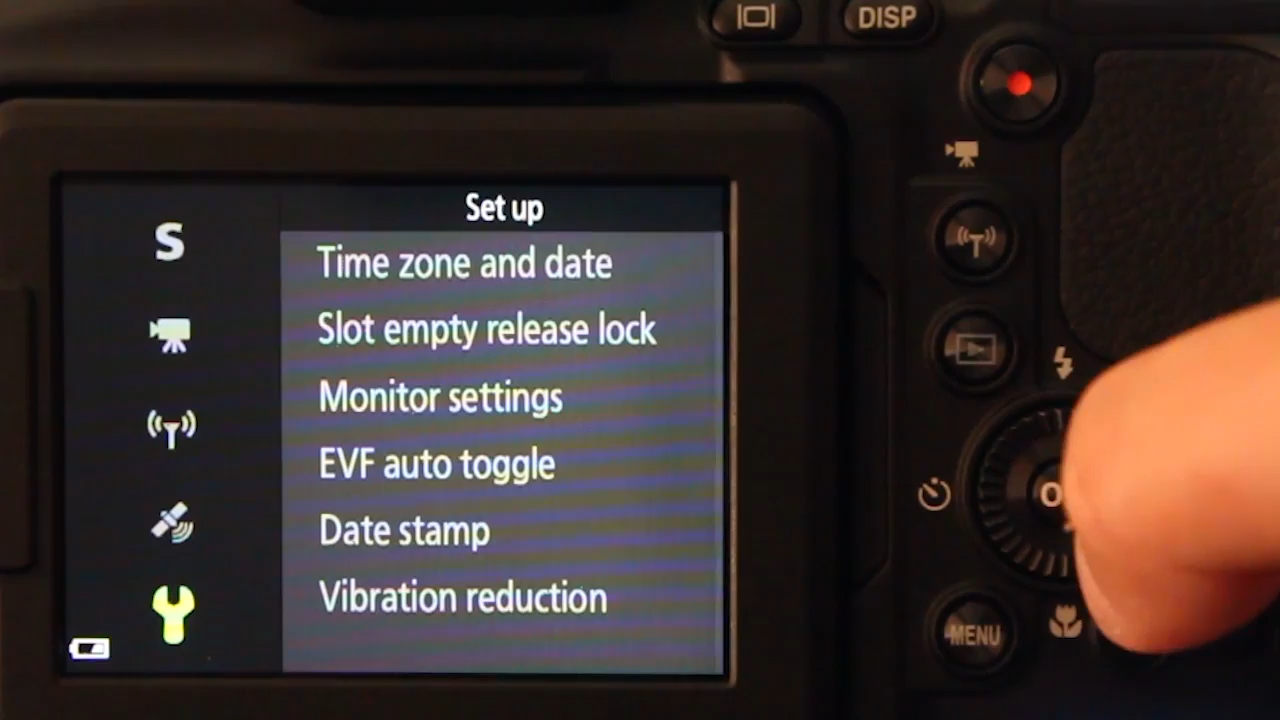 DISP
Set up
S
Time zone and date
Slot empty release lock
Monitor settings
EVF auto toggle
Date stamp
Vibration reduction
MENU